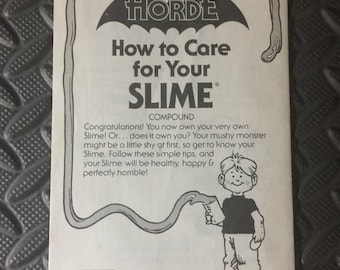 HORDE
How to Care
for Your
SLIME®
COMPOUND
Congratulations! You now own your very own
Slime! Or... does it own you? Your mushy monster
might be a little shy at first, so get to know your
Slime. Follow these simple tips, and
your Slime will be healthy, happy &
perfectly horrible!